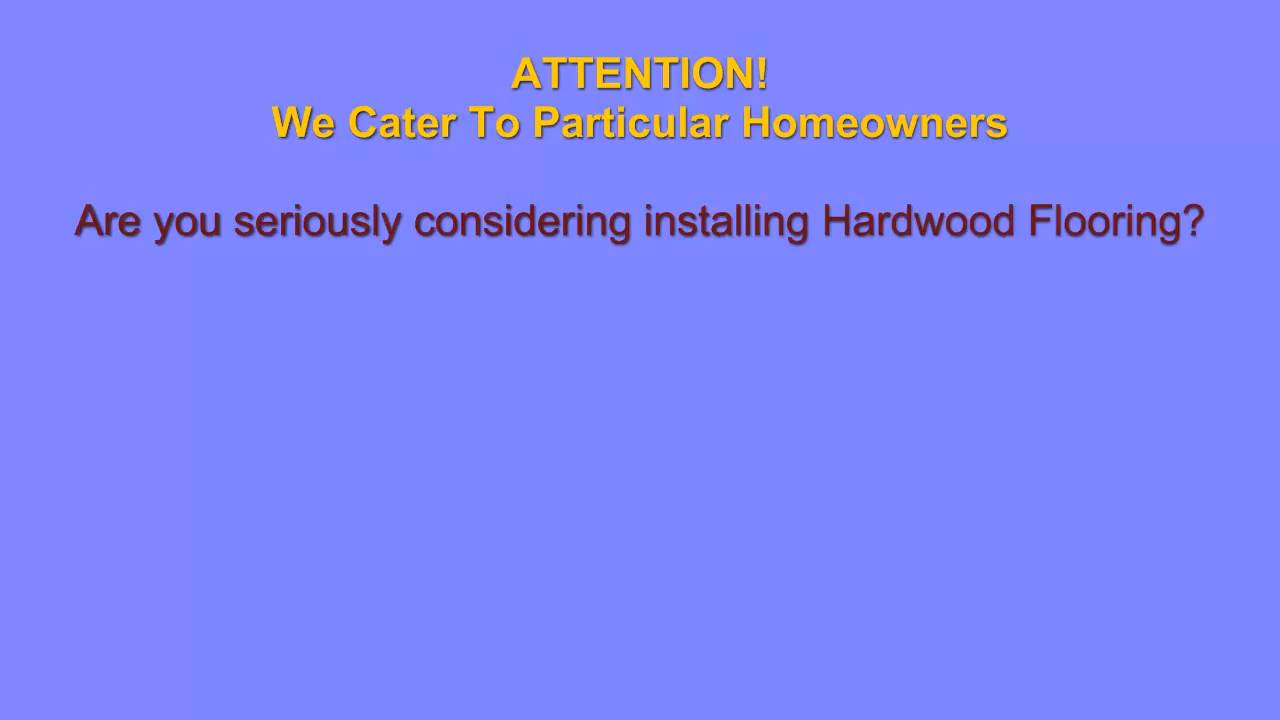 ATTENTION!
We Cater To Particular Homeowners
Are you seriously considering installing Hardwood Flooring?